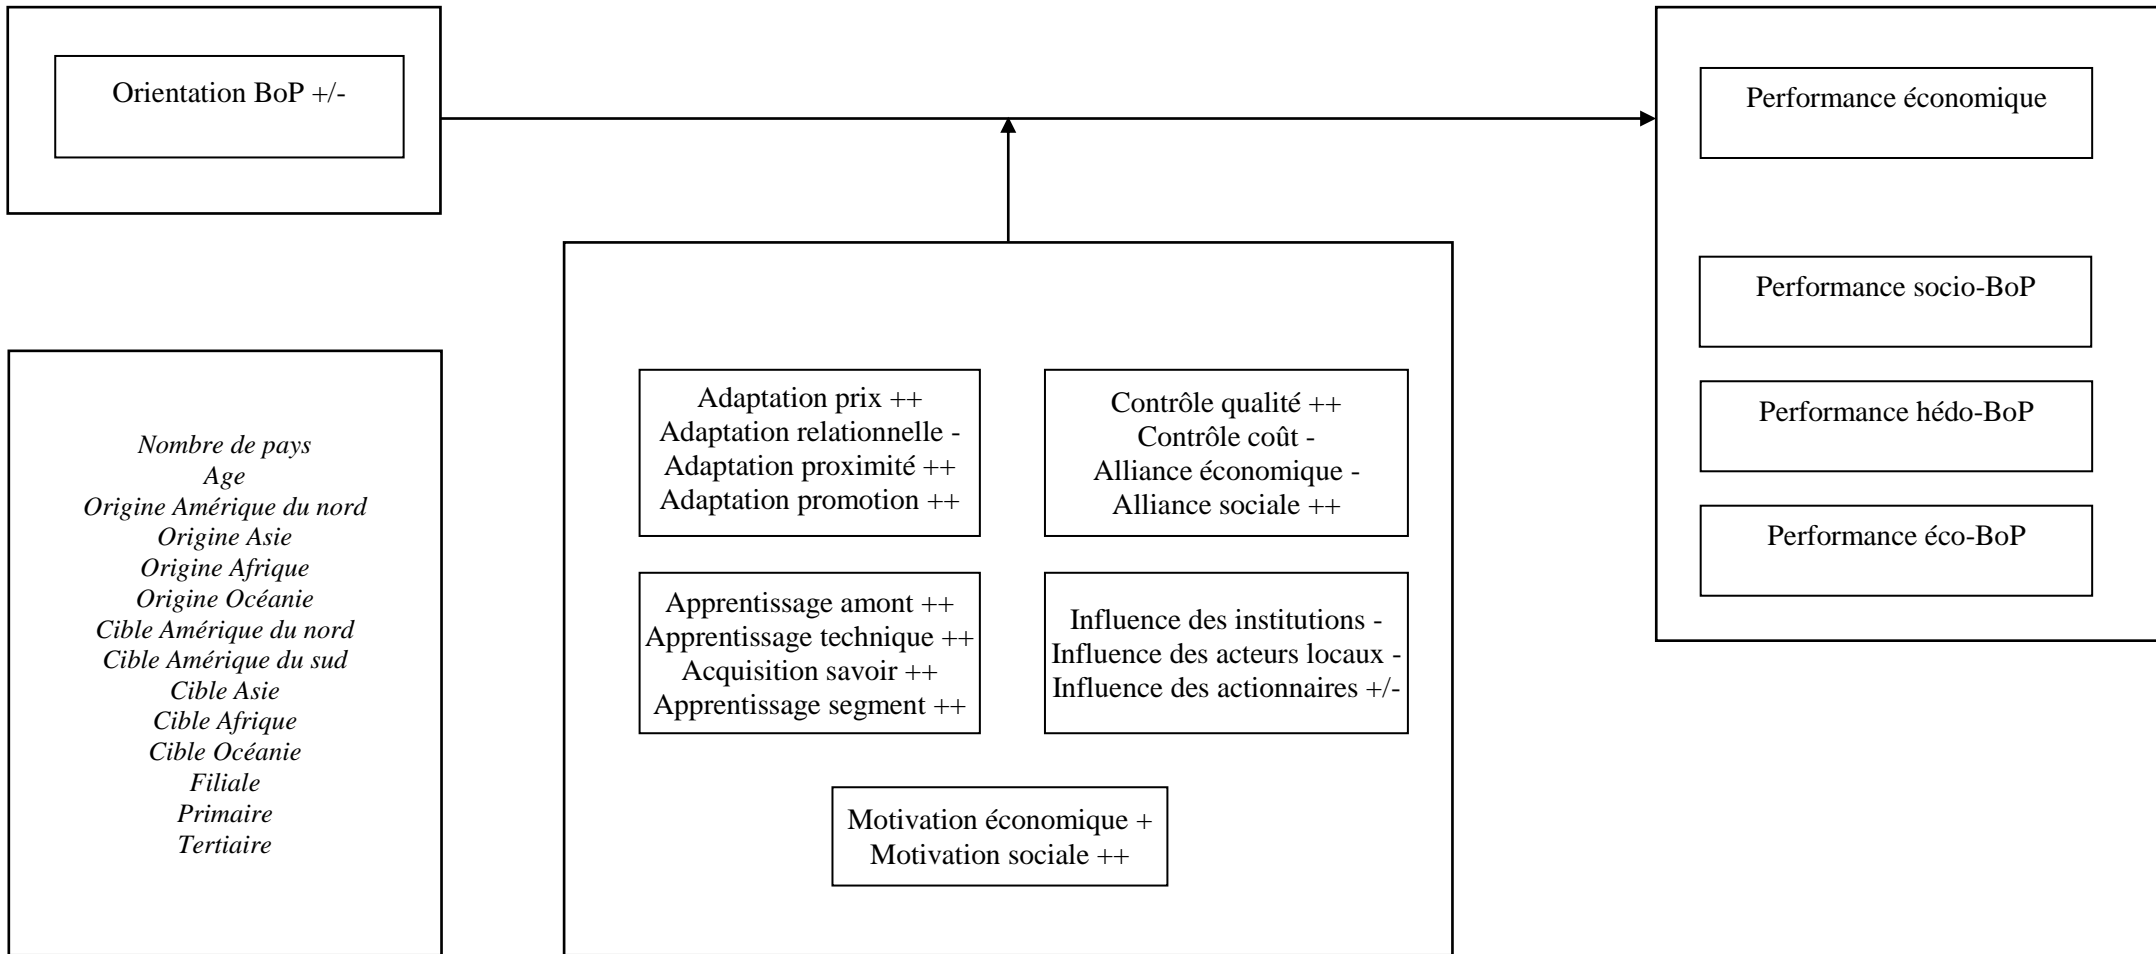 Orientation BoP +/-
Performance économique
Performance socio-BoP
Performance hédo-BoP
Performance éco-BoP
Nombre de pays
Age
Origine Amérique du nord
Origine Asie
Origine Afrique
Origine Océanie
Cible Amérique du nord
Cible Amérique du sud
Cible Asie
Cible Afrique
Cible Océanie
Filiale
Primaire
Tertiaire
Adaptation prix ++
Adaptation relationnelle -
Adaptation proximité ++
Adaptation promotion ++
Contrôle qualité ++
Contrôle coût -
Alliance économique -
Alliance sociale ++
Apprentissage amont ++
Apprentissage technique ++
Acquisition savoir ++
Apprentissage segment ++
Influence des institutions -
Influence des acteurs locaux -
Influence des actionnaires +/-
Motivation économique +
Motivation sociale ++